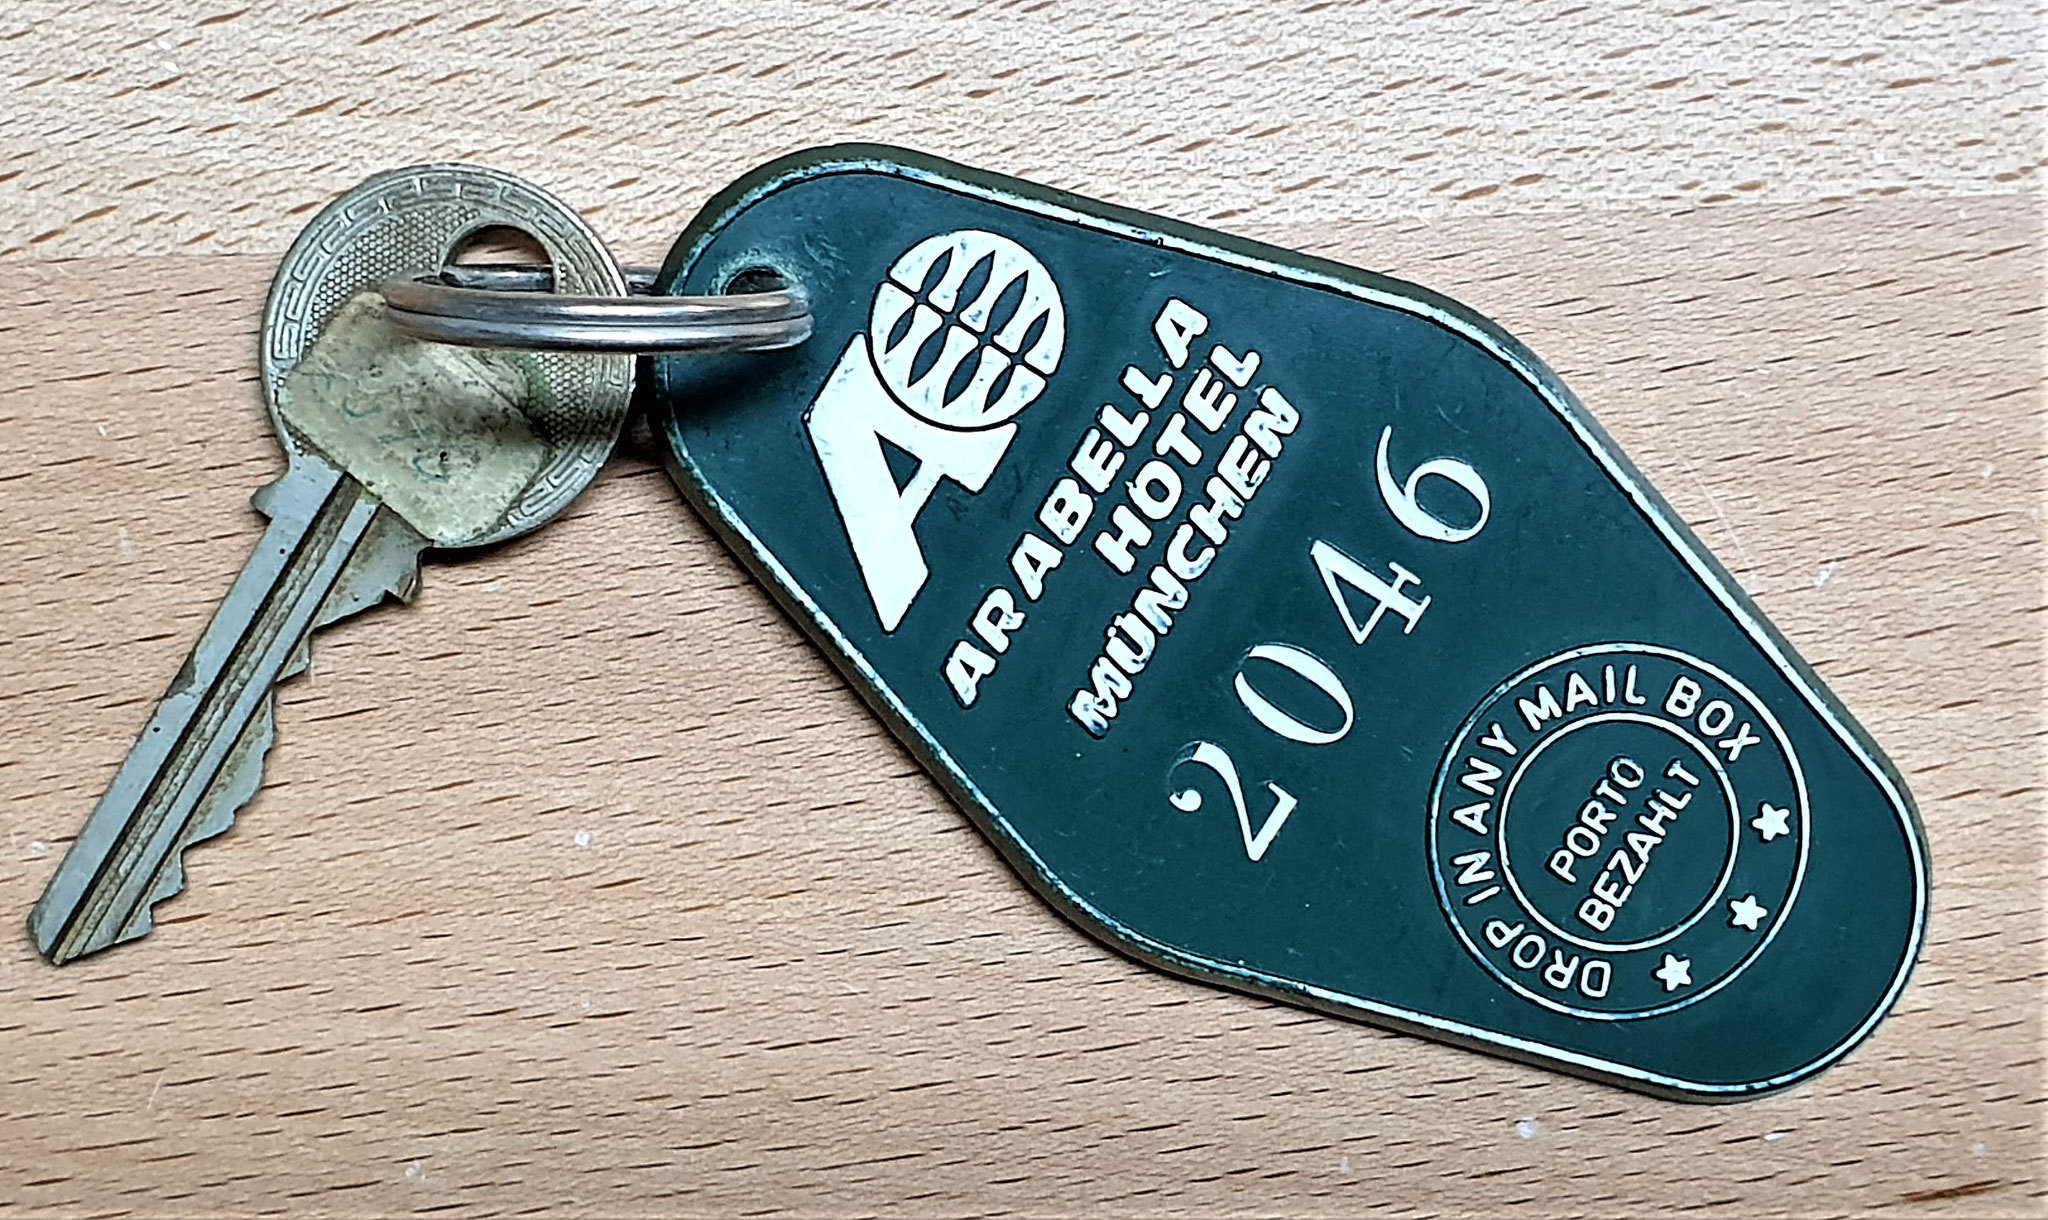 ARABELLA
HOTEL
MÜNCHEN
2046
DROP IN ANY MAIL BOX
PORTO
BEZAHLT